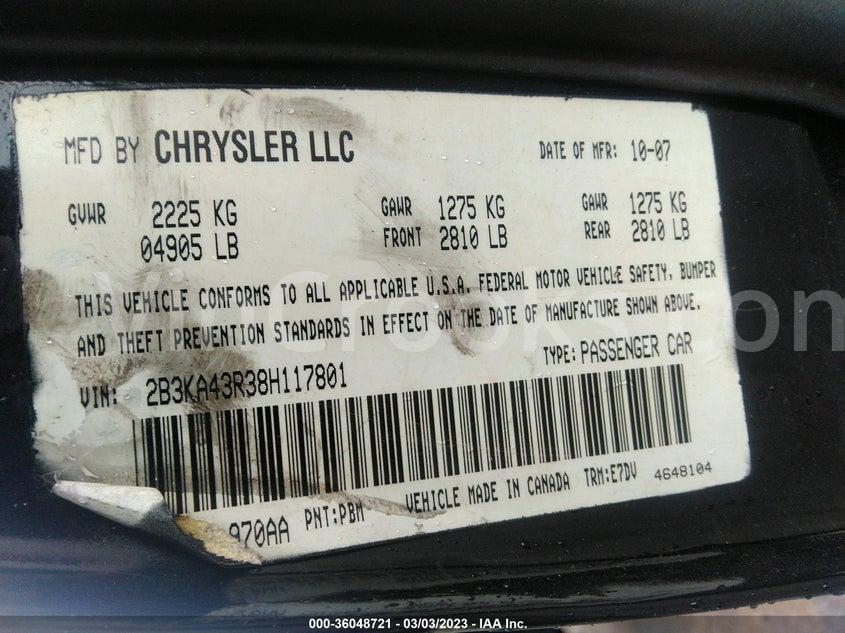 MFD BY CHRYSLER LLC DATE OF MFR: 10-07
GVWR 2225 KG GAWR 1275 KG GAWR 1275 KG
04905 LB FRONT 2810 LB REAR 2810 LB
THIS VEHICLE CONFORMS TO ALL APPLICABLE U.S.A. FEDERAL MOTOR VEHICLE SAFETY, BUMPER
AND THEFT PREVENTION STANDARDS IN EFFECT ON THE DATE OF MANUFACTURE SHOWN ABOVE.
VIN: 2B3KA43R38H117801 TYPE: PASSENGER CAR
970AA PNT:PBM VEHICLE MADE IN CANADA TRM:E7DV 4648104
000-36048721 - 03/03/2023 - IAA Inc.